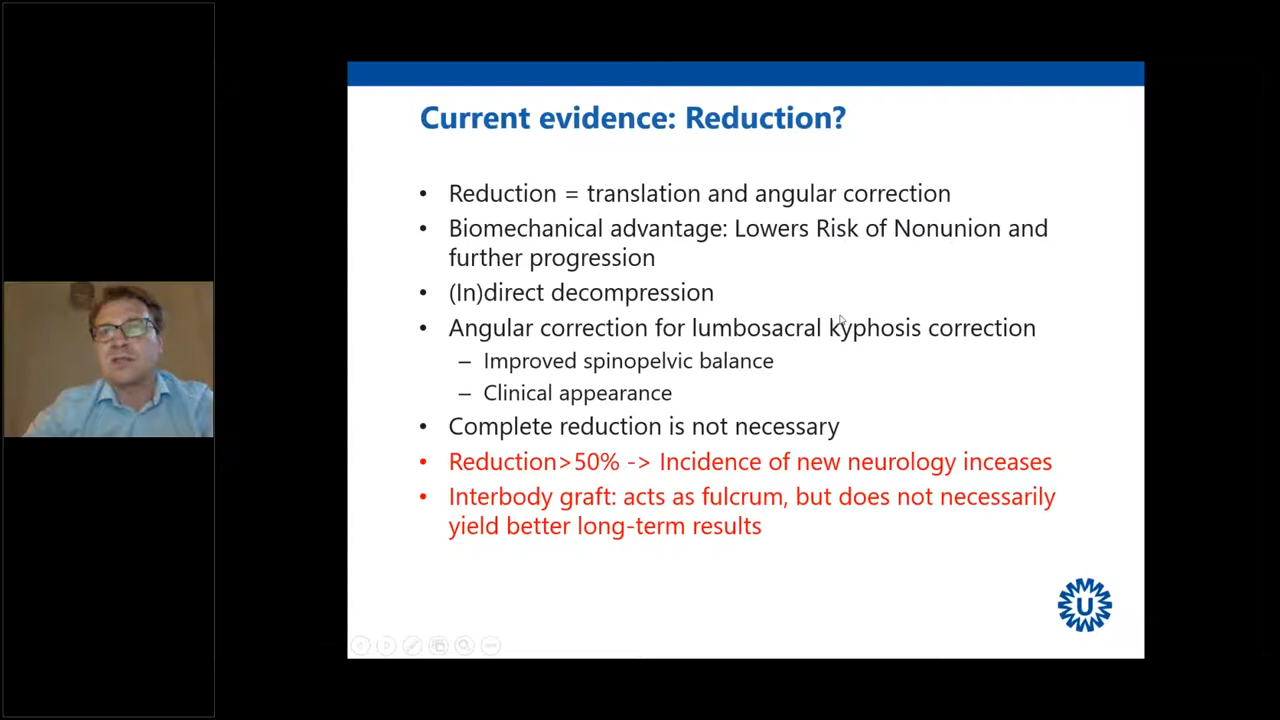 Current evidence: Reduction?
• Reduction = translation and angular correction
• Biomechanical advantage: Lowers Risk of Nonunion and
further progression
• (In)direct decompression
• Angular correction for lumbosacral kyphosis correction
– Improved spinopelvic balance
– Clinical appearance
• Complete reduction is not necessary
• Reduction>50% -> Incidence of new neurology inceases
• Interbody graft: acts as fulcrum, but does not necessarily
yield better long-term results
U